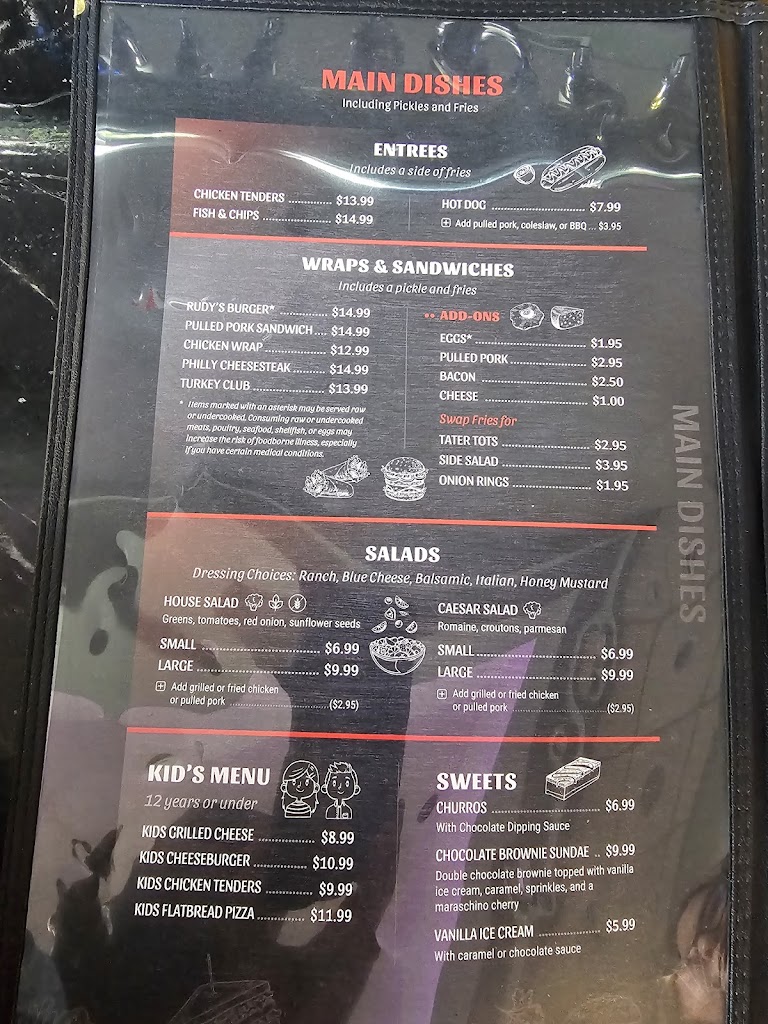 MAIN DISHES
Including Pickles and Fries
ENTREES
Includes a side of fries
CHICKEN TENDERS ............ $13.99
FISH & CHIPS ................... $14.99
HOT DOG ........................... $7.99
Add pulled pork, coleslaw, or BBQ ... $3.95
WRAPS & SANDWICHES
Includes a pickle and fries
RUDY'S BURGER* ............. $14.99
PULLED PORK SANDWICH .... $14.99
CHICKEN WRAP ................ $12.99
PHILLY CHEESESTEAK ......... $14.99
TURKEY CLUB ................... $13.99
* Items marked with an asterisk may be served raw
or undercooked. Consuming raw or undercooked
meats, poultry, seafood, shellfish, or eggs may
increase the risk of foodborne illness, especially
if you have certain medical conditions.
ADD-ONS
EGGS* ............................... $1.95
PULLED PORK ..................... $2.95
BACON ............................. $2.50
CHEESE ............................. $1.00
Swap Fries for
TATER TOTS ....................... $2.95
SIDE SALAD ....................... $3.95
ONION RINGS ..................... $1.95
MAIN DISHES
SALADS
Dressing Choices: Ranch, Blue Cheese, Balsamic, Italian, Honey Mustard
HOUSE SALAD
Greens, tomatoes, red onion, sunflower seeds
SMALL ............................... $6.99
LARGE ............................... $9.99
Add grilled or fried chicken
or pulled pork ....................... ($2.95)
CAESAR SALAD
Romaine, croutons, parmesan
SMALL ............................... $6.99
LARGE ............................... $9.99
Add grilled or fried chicken
or pulled pork ....................... ($2.95)
KID'S MENU
12 years or under
KIDS GRILLED CHEESE ............ $8.99
KIDS CHEESEBURGER ............ $10.99
KIDS CHICKEN TENDERS .......... $9.99
KIDS FLATBREAD PIZZA .......... $11.99
SWEETS
CHURROS ........................... $6.99
With Chocolate Dipping Sauce
CHOCOLATE BROWNIE SUNDAE .. $9.99
Double chocolate brownie topped with vanilla
ice cream, caramel, sprinkles, and a
maraschino cherry
VANILLA ICE CREAM ............... $5.99
With caramel or chocolate sauce